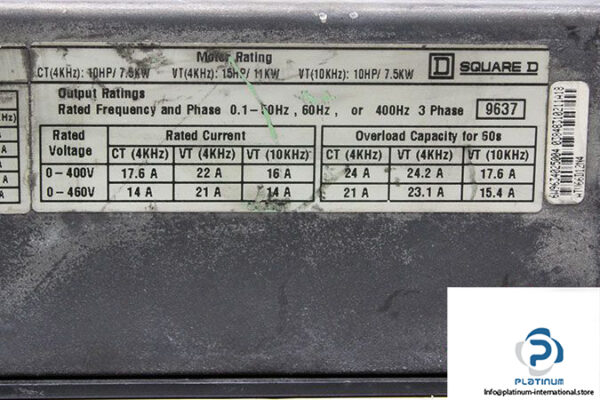 Motor Rating
CT(4KHz): 10HP/ 7.5KW VT(4KHz): 15HP/ 11KW VT(10KHz): 10HP/ 7.5KW
D SQUARE D
Output Ratings
Rated Frequency and Phase 0.1-50Hz , 60Hz , or 400Hz 3 Phase 9637
Rated Voltage Rated Current Overload Capacity for 60s
CT (4KHz) VT (4KHz) VT (10KHz) CT (4KHz) VT (4KHz) VT (10KHz)
0-400V 17.6 A 22 A 16 A 24 A 24.2 A 17.6 A
0-460V 14 A 21 A 14 A 21 A 23.1 A 15.4 A
KHz)
A
A
A
A
ATV66D12N4
PLATINUM
Info@platinum-international.store